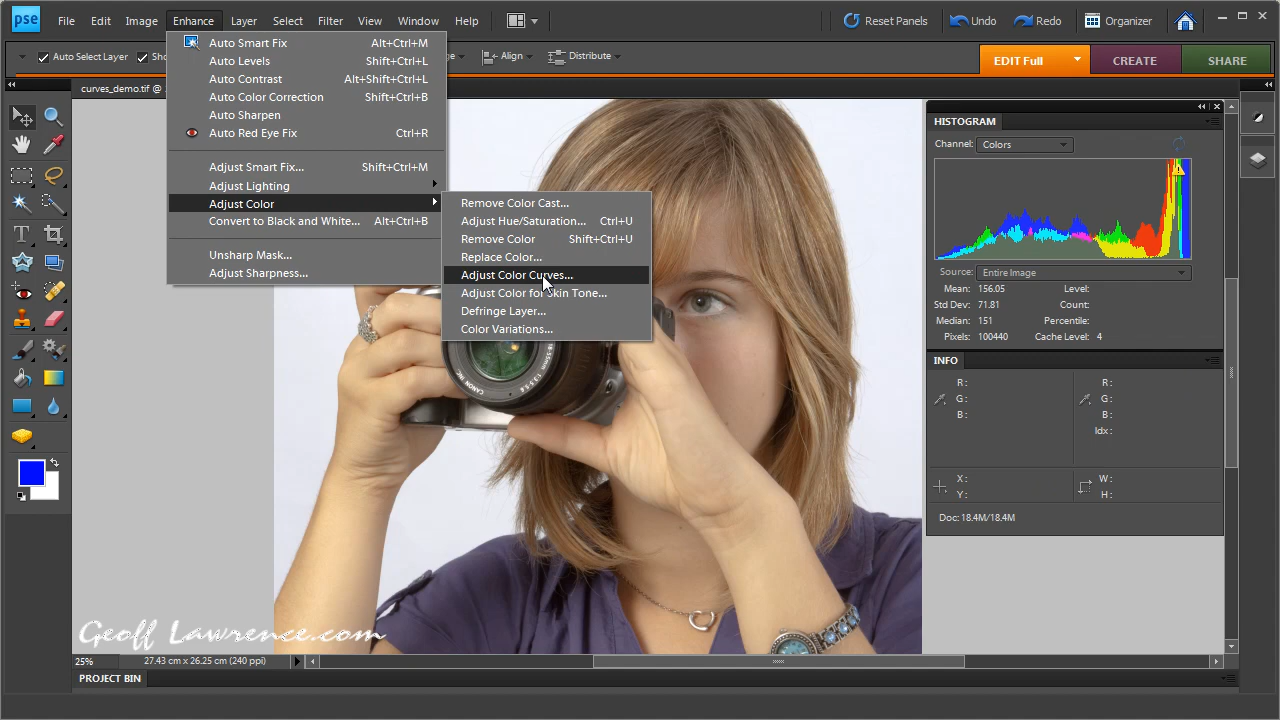 pse File Edit Image Enhance Layer Select Filter View Window Help Reset Panels Undo Redo Organizer
Auto Select Layer Align Distribute EDIT Full CREATE SHARE
curves_demo.tif @
Auto Smart Fix Alt+Ctrl+M
Auto Levels Shift+Ctrl+L
Auto Contrast Alt+Shift+Ctrl+L
Auto Color Correction Shift+Ctrl+B
Auto Sharpen
Auto Red Eye Fix Ctrl+R
Adjust Smart Fix... Shift+Ctrl+M
Adjust Lighting
Adjust Color
Convert to Black and White... Alt+Ctrl+B
Unsharp Mask...
Adjust Sharpness...
Remove Color Cast...
Adjust Hue/Saturation... Ctrl+U
Remove Color Shift+Ctrl+U
Replace Color...
Adjust Color Curves...
Adjust Color for Skin Tone...
Defringe Layer...
Color Variations...
HISTOGRAM
Channel: Colors
Source: Entire Image
Mean: 156.05 Level:
Std Dev: 71.81 Count:
Median: 151 Percentile:
Pixels: 100440 Cache Level: 4
INFO
R: R:
G: G:
B: B:
Idx:
X: W:
Y: H:
Doc: 18.4M/18.4M
CANON INC
18-55mm
Geoff Lawrence.com
25% 27.43 cm x 26.25 cm (240 ppi)
PROJECT BIN